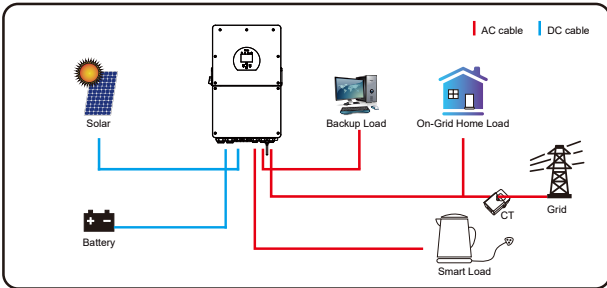 AC cable
DC cable
Solar
Backup Load
On-Grid Home Load
CT
Grid
Battery
Smart Load